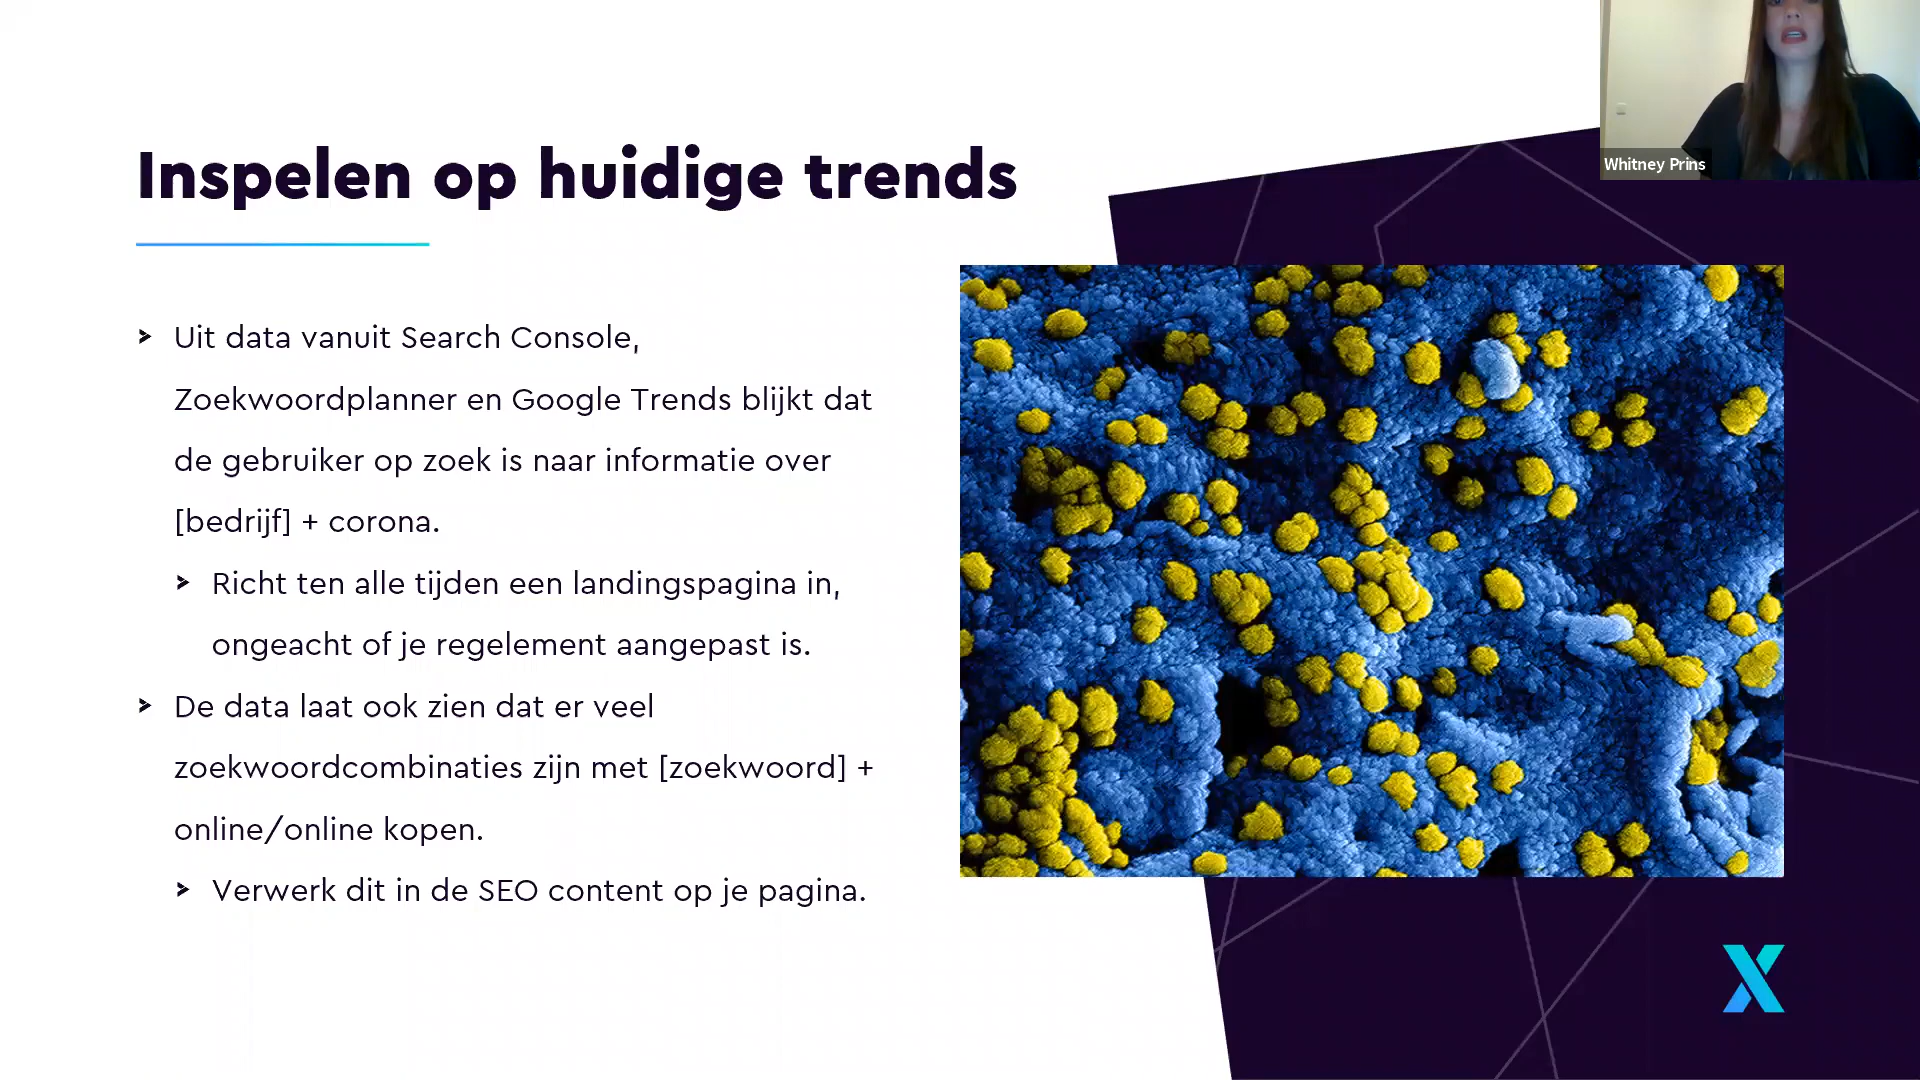 Whitney Prins
Inspelen op huidige trends
Uit data vanuit Search Console,
Zoekwoordplanner en Google Trends blijkt dat
de gebruiker op zoek is naar informatie over
[bedrijf] + corona.
Richt ten alle tijden een landingspagina in,
ongeacht of je regelement aangepast is.
De data laat ook zien dat er veel
zoekwoordcombinaties zijn met [zoekwoord] +
online/online kopen.
Verwerk dit in de SEO content op je pagina.